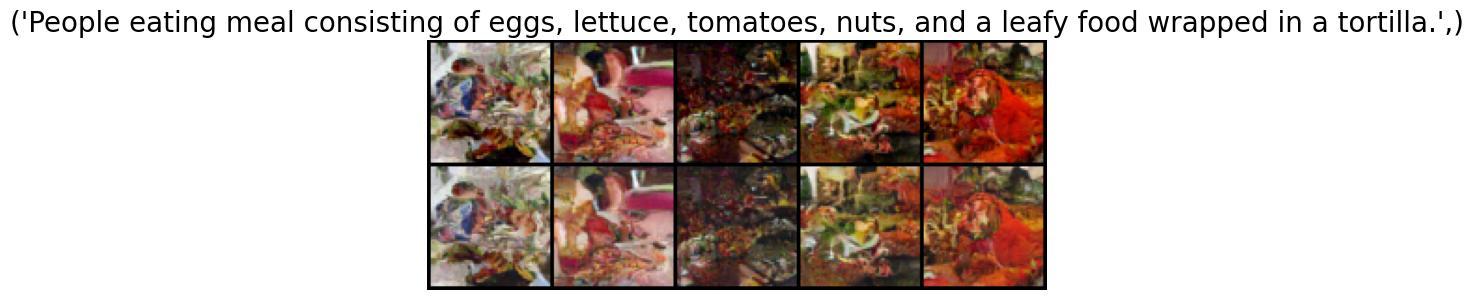 ('People eating meal consisting of eggs, lettuce, tomatoes, nuts, and a leafy food wrapped in a tortilla.',)